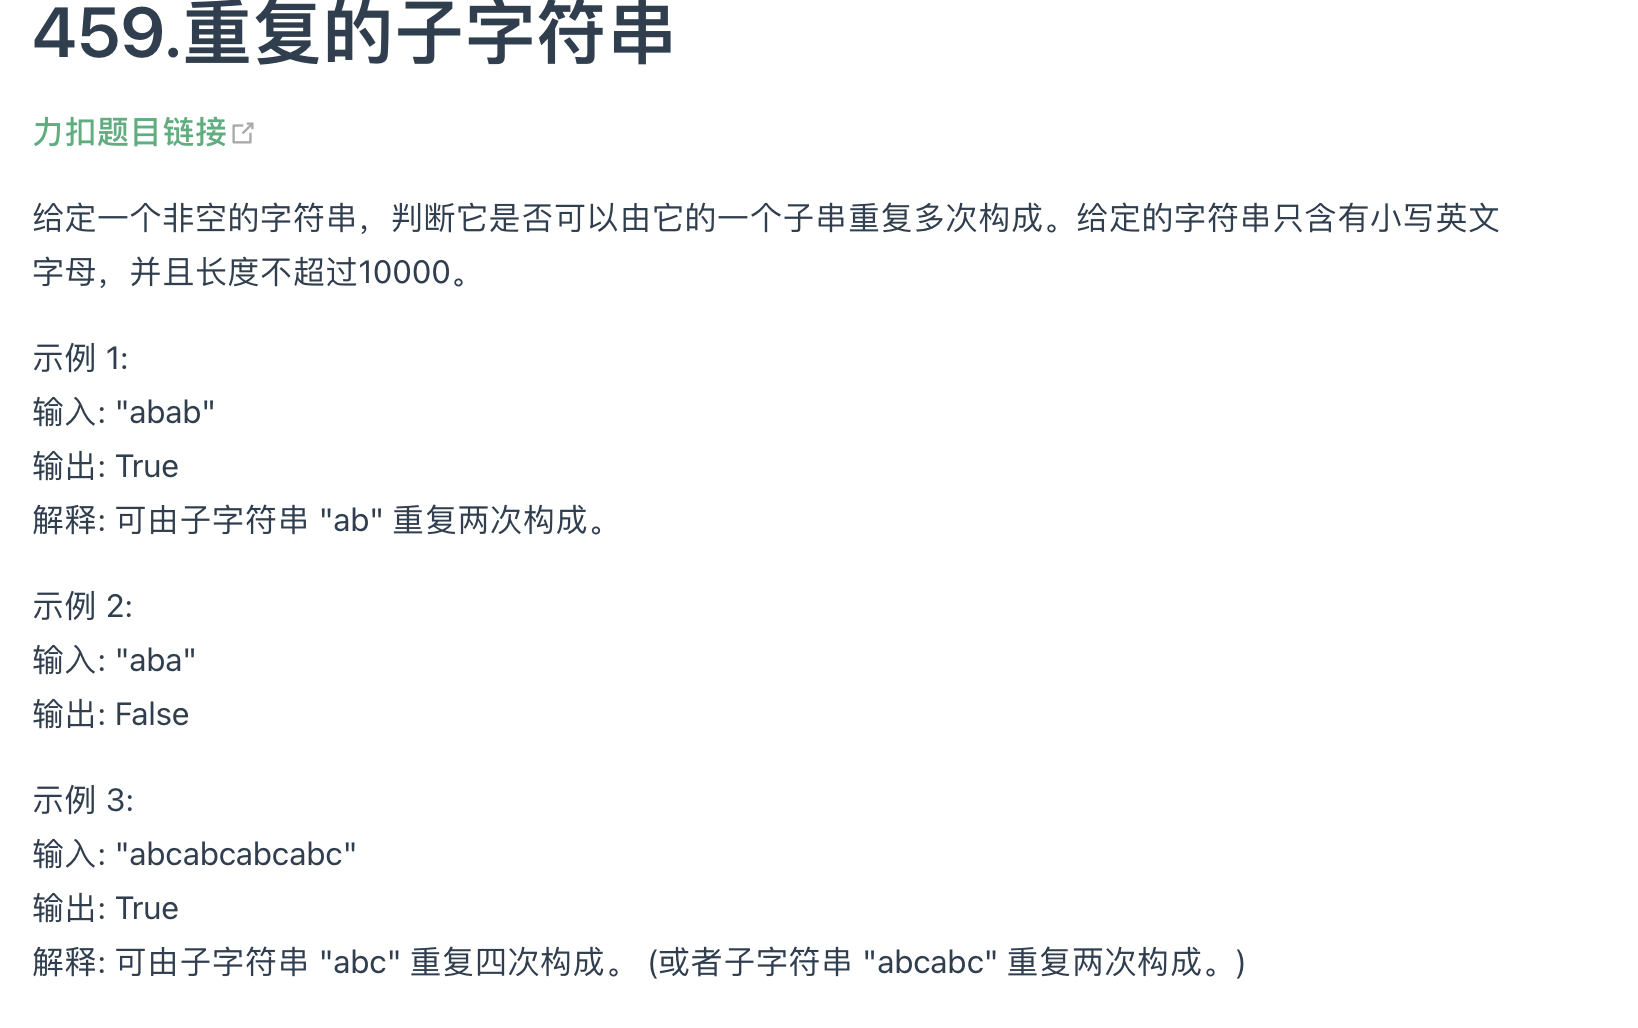 459.重复的子字符串
力扣题目链接
给定一个非空的字符串，判断它是否可以由它的一个子串重复多次构成。给定的字符串只含有小写英文
字母，并且长度不超过10000。
示例 1:
输入: "abab"
输出: True
解释: 可由子字符串 "ab" 重复两次构成。
示例 2:
输入: "aba"
输出: False
示例 3:
输入: "abcabcabcabc"
输出: True
解释: 可由子字符串 "abc" 重复四次构成。 (或者子字符串 "abcabc" 重复两次构成。)